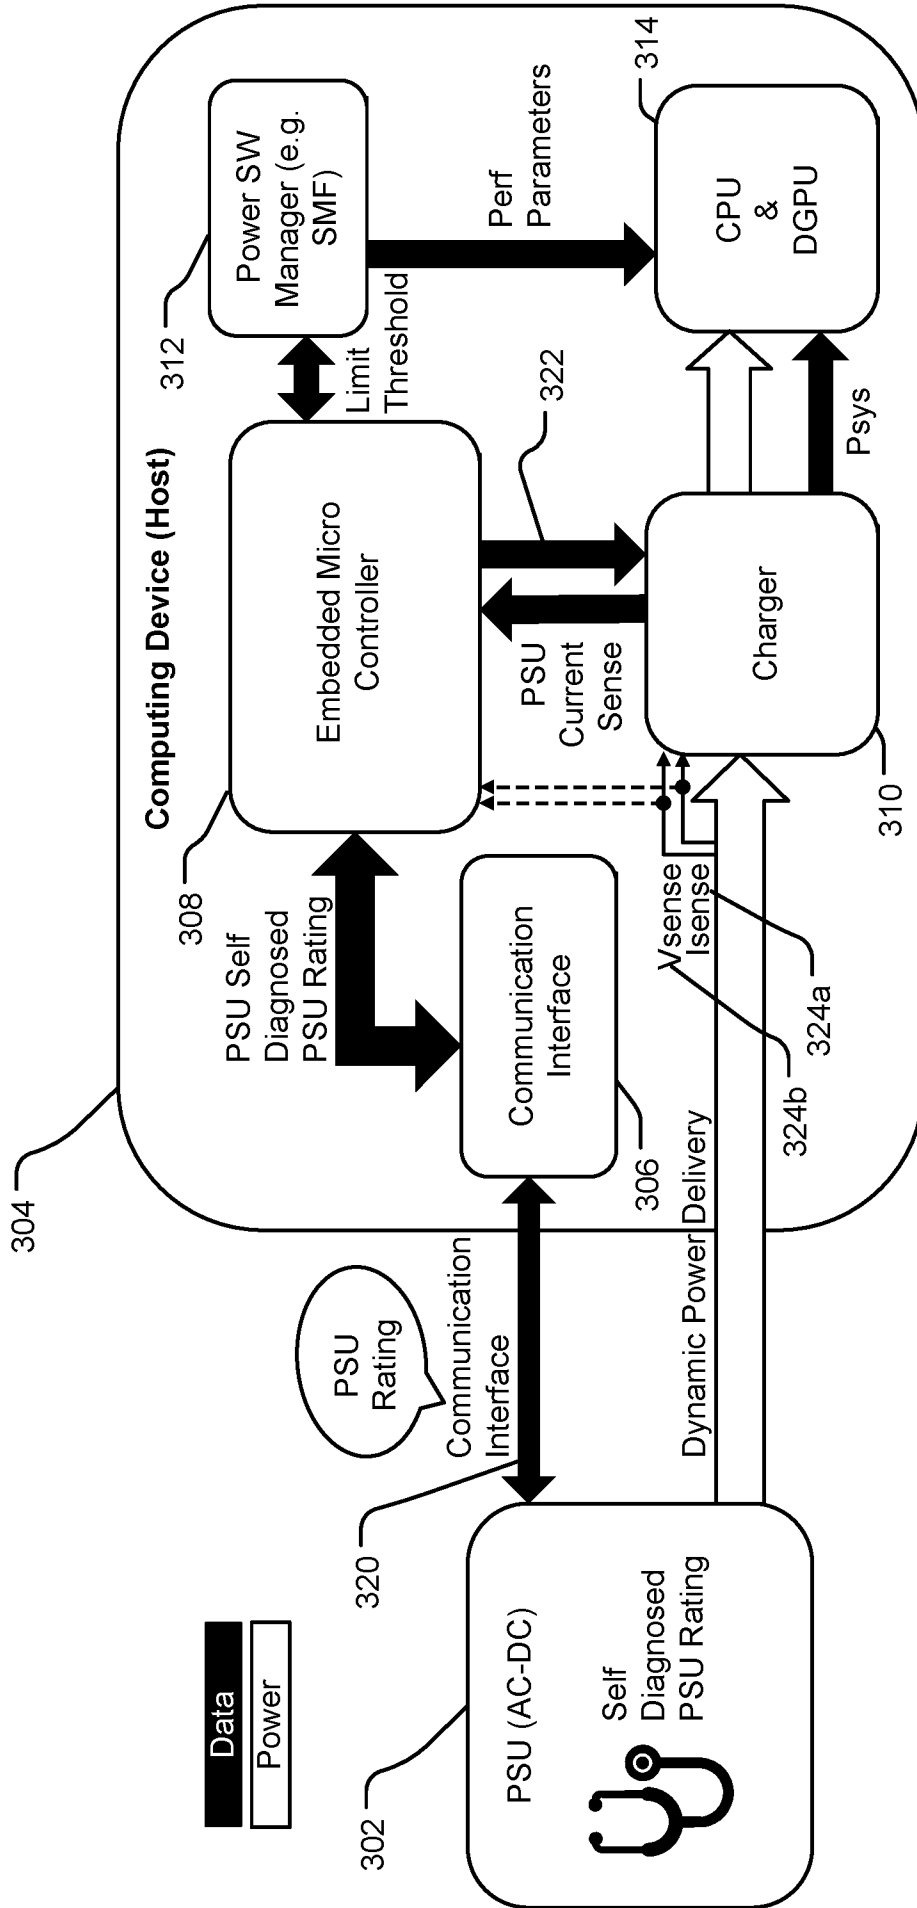 Data
Power
302
PSU (AC-DC)
Self
Diagnosed
PSU Rating
320
PSU
Rating
Communication
Interface
Dynamic Power Delivery
304
Computing Device (Host)
306
Communication
Interface
PSU Self
Diagnosed
PSU Rating
308
Embedded Micro
Controller
Vsense
Isense
324b
324a
PSU
Current
Sense
322
310
Charger
Psys
312
Power SW
Manager (e.g.
SMF)
Limit
Threshold
Perf
Parameters
314
CPU
&
DGPU